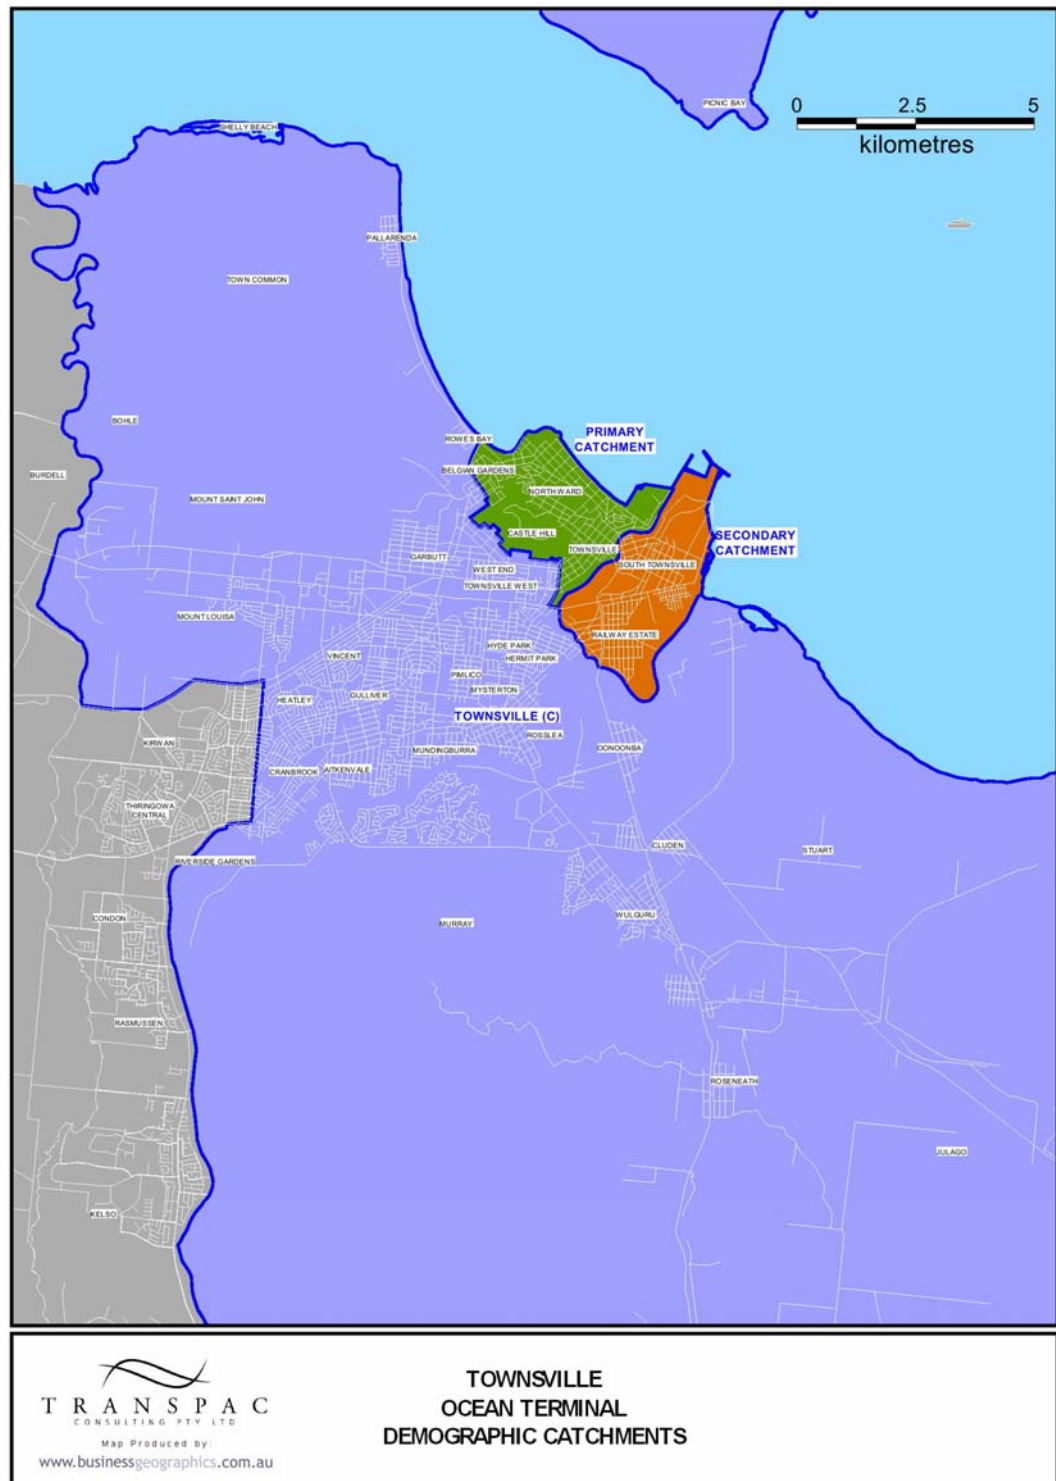 PICNIC BAY
0 2.5 5
kilometres
SHELLY BEACH
PALLARENDA
TOWN COMMON
BOHLE
PRIMARY
CATCHMENT
ROWES BAY
BURDELL
BELGIAN GARDENS
NORTH WARD
MOUNT SAINT JOHN
CASTLE HILL
SECONDARY
CATCHMENT
TOWNSVILLE
GARBUTT
SOUTH TOWNSVILLE
WEST END
TOWNSVILLE WEST
MOUNT LOUISA
RAILWAY ESTATE
HYDE PARK
VINCENT
HERMIT PARK
PIMLICO
MYSTERTON
GULLIVER
HEATLEY
TOWNSVILLE (C)
ROSSLEA
KIRWAN
OONOONBA
MUNDINGBURRA
CRANBROOK
AITKENVALE
THIRINGOWA
CENTRAL
CLUDEN
STUART
RIVERSIDE GARDENS
CONDON
MURRAY
WULGURU
RASMUSSEN
ROSENEATH
JULAGO
KELSO
TRANSPAC
CONSULTING PTY LTD
Map Produced by:
www.businessgeographics.com.au
TOWNSVILLE
OCEAN TERMINAL
DEMOGRAPHIC CATCHMENTS